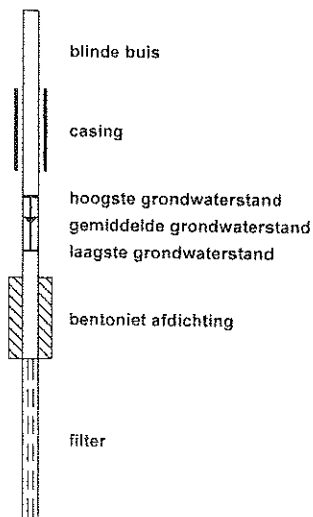 blinde buis
casing
hoogste grondwaterstand
gemiddelde grondwaterstand
laagste grondwaterstand
bentoniet afdichting
filter